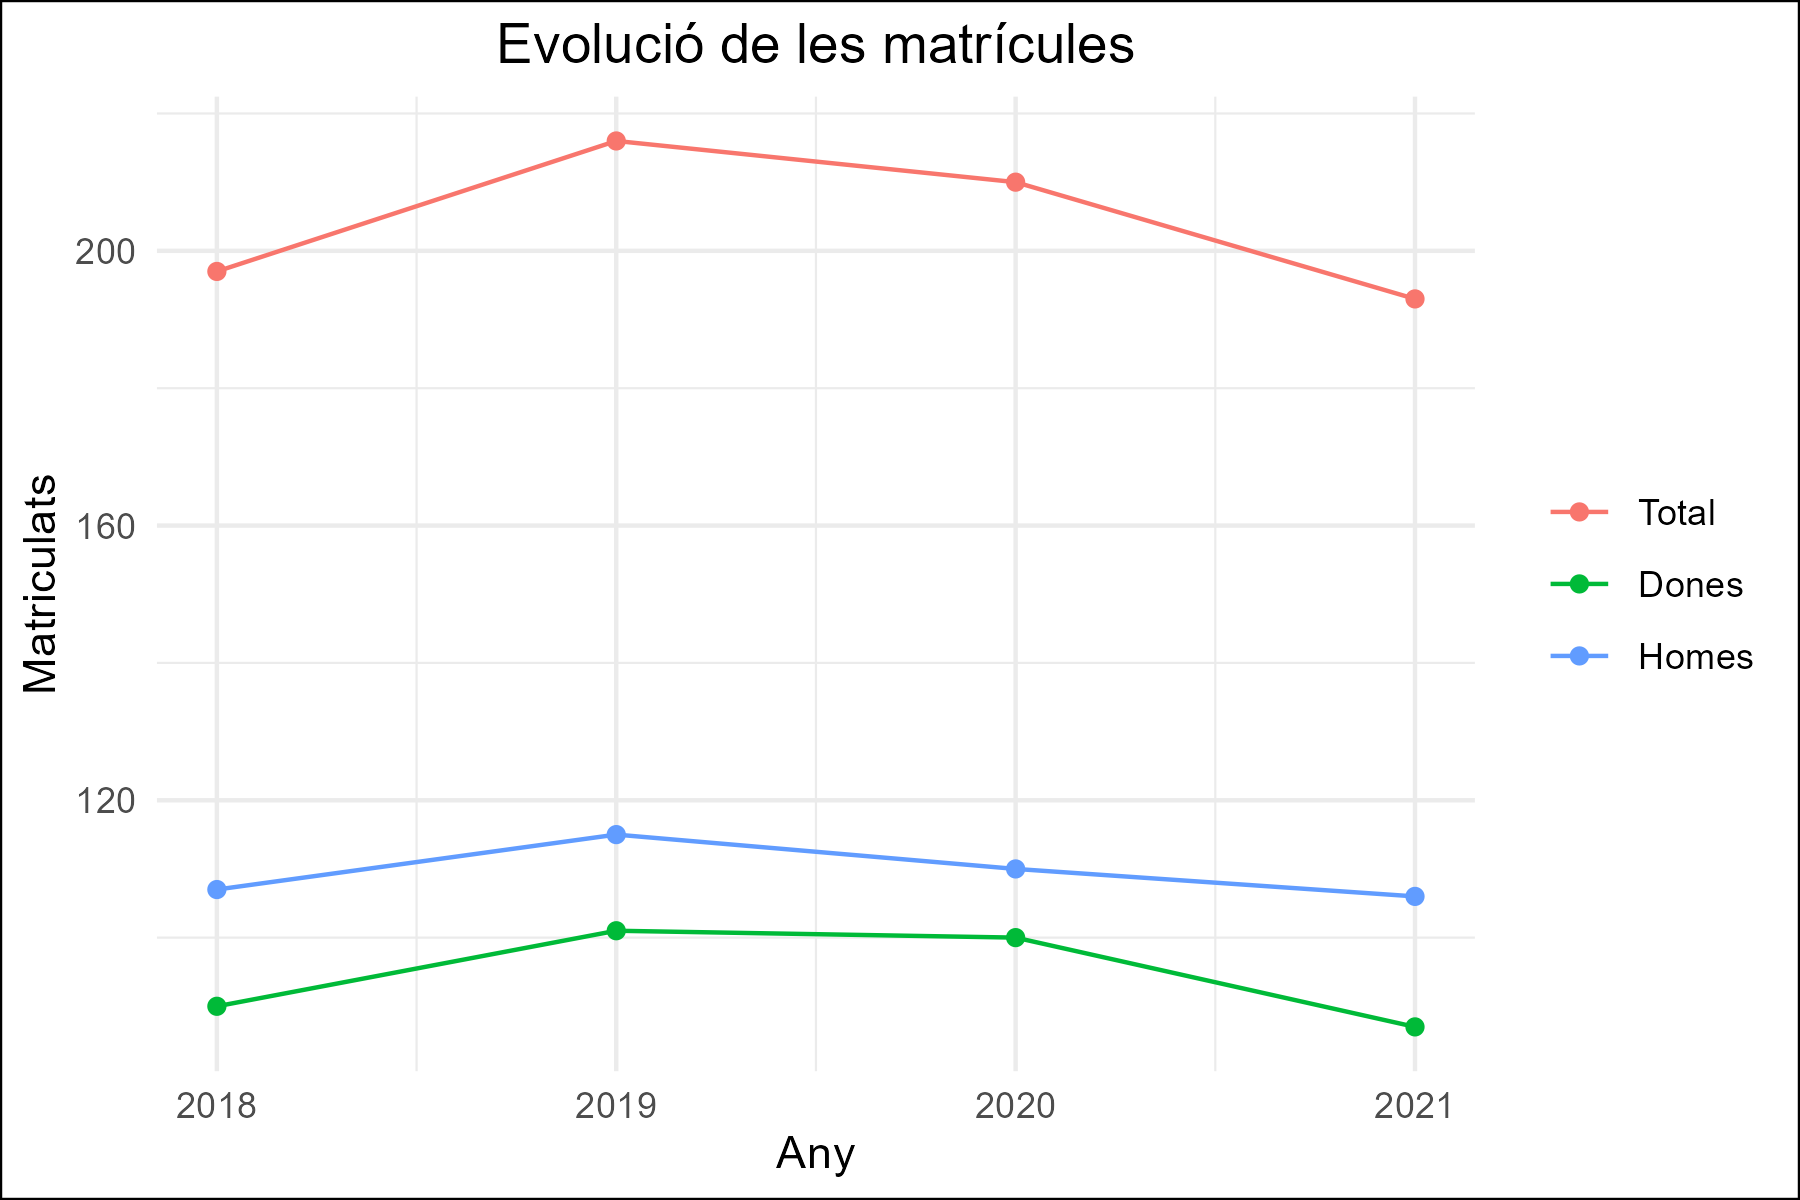 Evolució de les matrícules
Matriculats
200
160
120
2018
2019
2020
2021
Any
Total
Dones
Homes